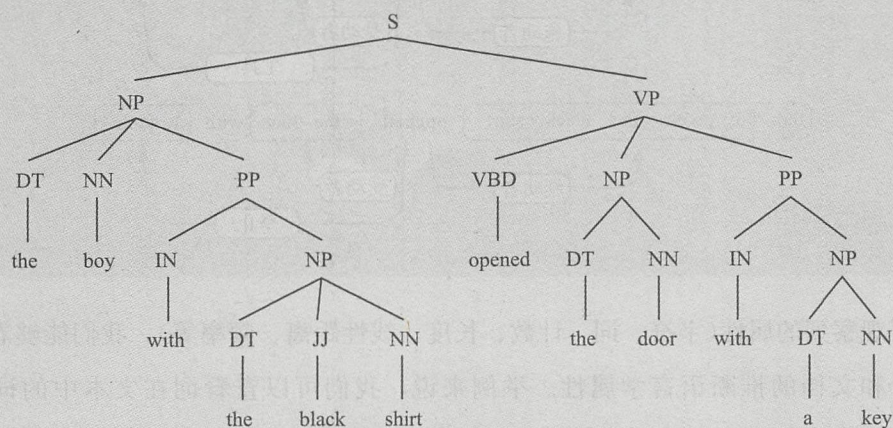 S
NP VP
DT NN PP VBD NP PP
the boy IN NP opened DT NN IN NP
with DT JJ NN the door with DT NN
the black shirt a key